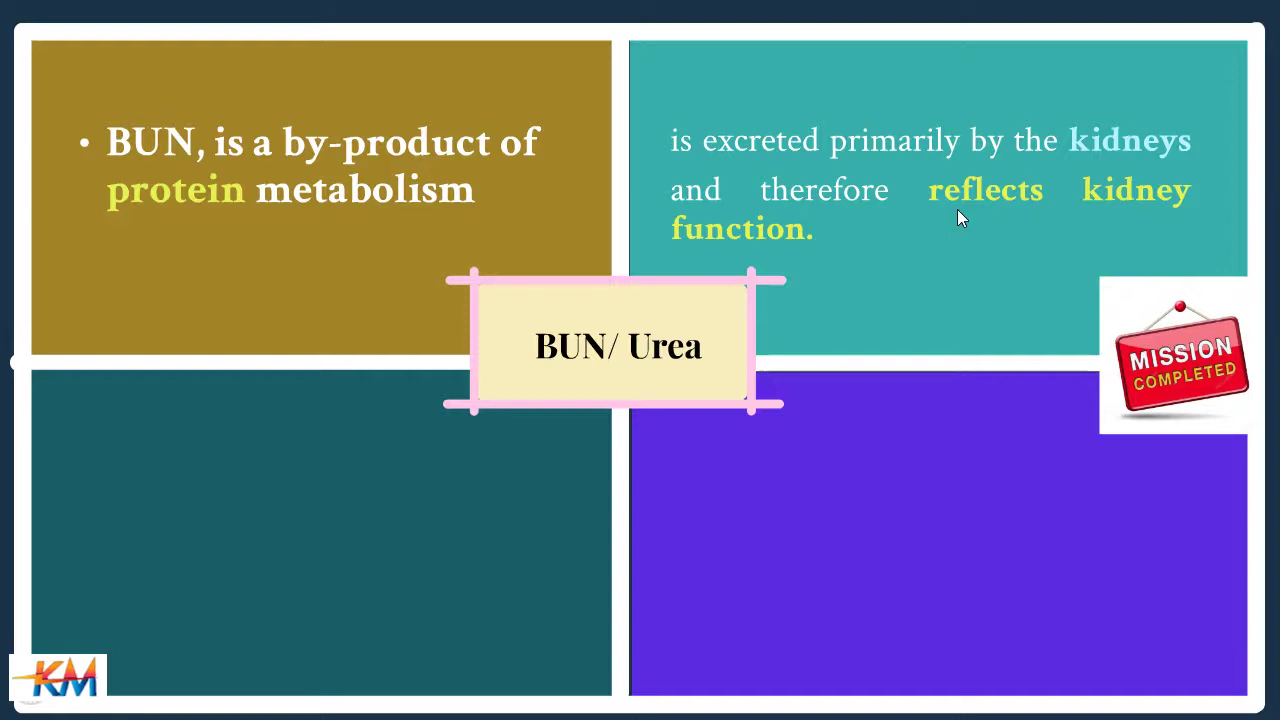 • BUN, is a by-product of
protein metabolism
is excreted primarily by the kidneys
and therefore reflects kidney
function.
BUN/ Urea
MISSION
COMPLETED
KM